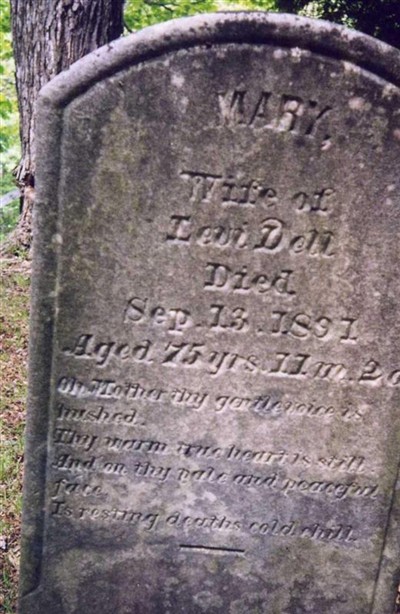 MARY,
Wife of
Levi Dell
Died
Sep. 13, 1891
Aged 75 yrs. 11 m. 2 d
Oh Mother thy gentle voice is
hushed.
Thy warm true heart is still.
And on thy pale and peaceful
face
Is resting deaths cold chill.